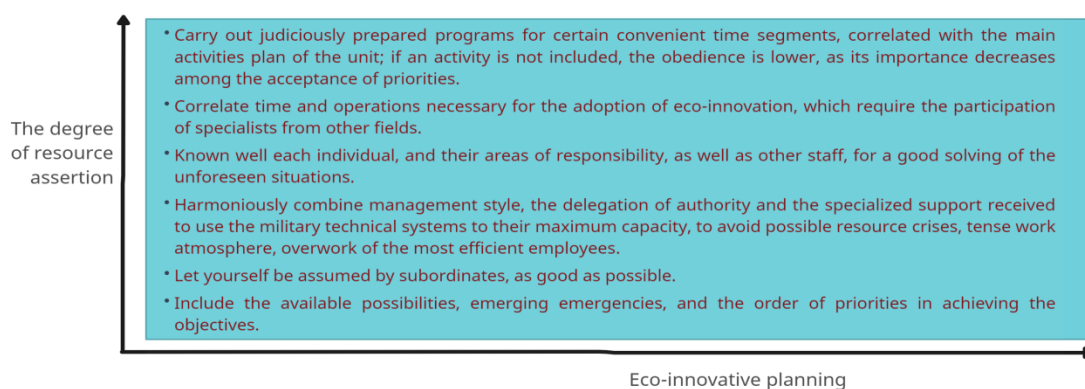 • Carry out judiciously prepared programs for certain convenient time segments, correlated with the main
activities plan of the unit; if an activity is not included, the obedience is lower, as its importance decreases
among the acceptance of priorities.
• Correlate time and operations necessary for the adoption of eco-innovation, which require the participation
of specialists from other fields.
• Known well each individual, and their areas of responsibility, as well as other staff, for a good solving of the
unforeseen situations.
• Harmoniously combine management style, the delegation of authority and the specialized support received
to use the military technical systems to their maximum capacity, to avoid possible resource crises, tense work
atmosphere, overwork of the most efficient employees.
• Let yourself be assumed by subordinates, as good as possible.
• Include the available possibilities, emerging emergencies, and the order of priorities in achieving the
objectives.
The degree
of resource
assertion
Eco-innovative planning